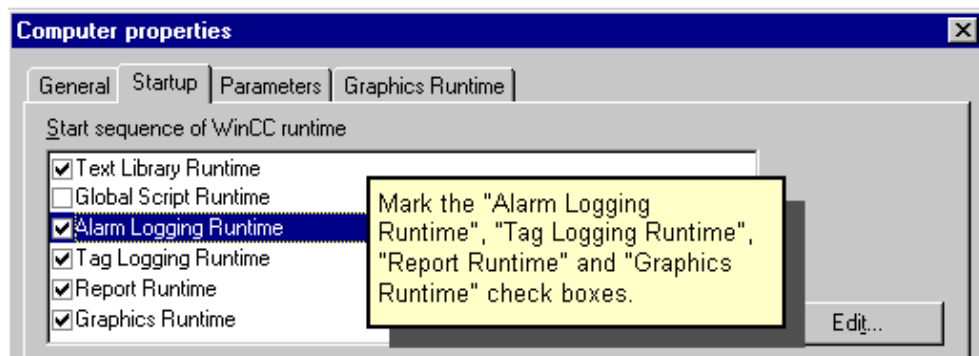 Computer properties
General Startup Parameters Graphics Runtime
Start sequence of WinCC runtime
Text Library Runtime
Global Script Runtime
Alarm Logging Runtime
Tag Logging Runtime
Report Runtime
Graphics Runtime
Mark the "Alarm Logging
Runtime", "Tag Logging Runtime",
"Report Runtime" and "Graphics
Runtime" check boxes.
Edit...